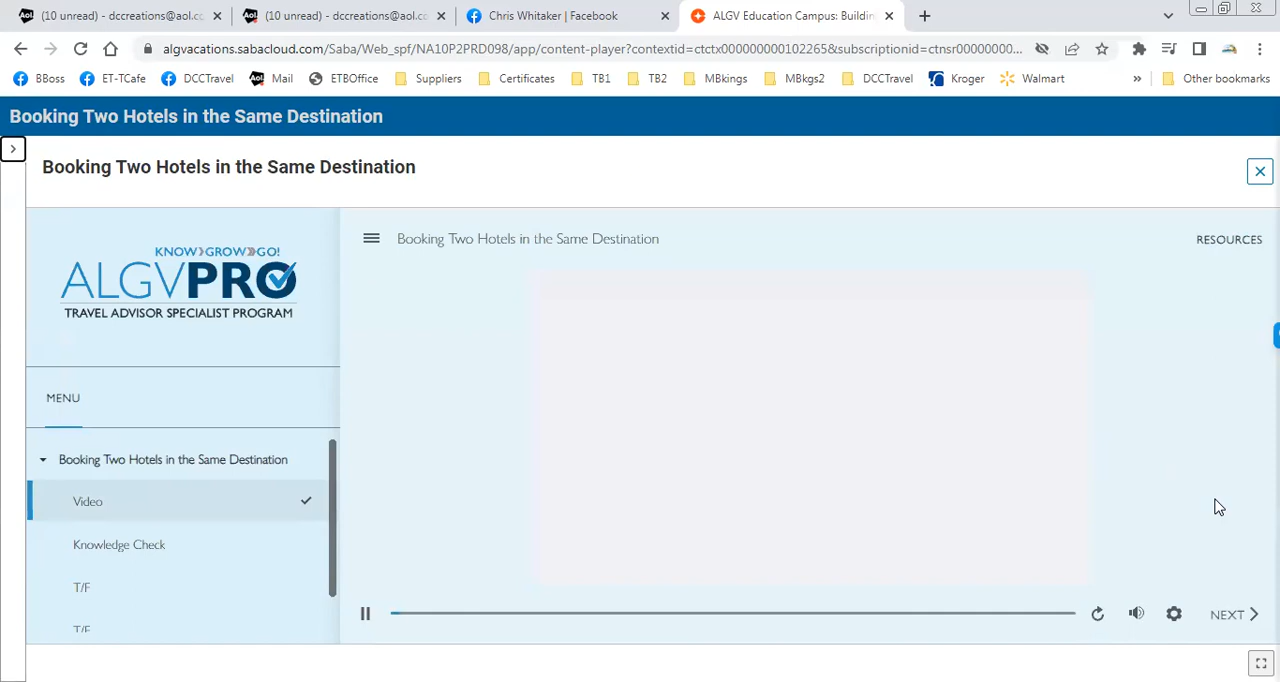 (10 unread) - dccreations@aol.co
(10 unread) - dccreations@aol.co
Chris Whitaker | Facebook
ALGV Education Campus: Buildin
algvacations.sabacloud.com/Saba/Web_spf/NA10P2PRD098/app/content-player?contextid=ctctx000000000102265&subscriptionid=ctnsr00000000...
BBoss
ET-TCafe
DCCTravel
Mail
ETBOffice
Suppliers
Certificates
TB1
TB2
MBkings
MBkgs2
DCCTravel
Kroger
Walmart
»
Other bookmarks
Booking Two Hotels in the Same Destination
Booking Two Hotels in the Same Destination
KNOW»GROW»GO!
ALGVPRO
TRAVEL ADVISOR SPECIALIST PROGRAM
Booking Two Hotels in the Same Destination
RESOURCES
MENU
Booking Two Hotels in the Same Destination
Video
Knowledge Check
T/F
T/F
NEXT